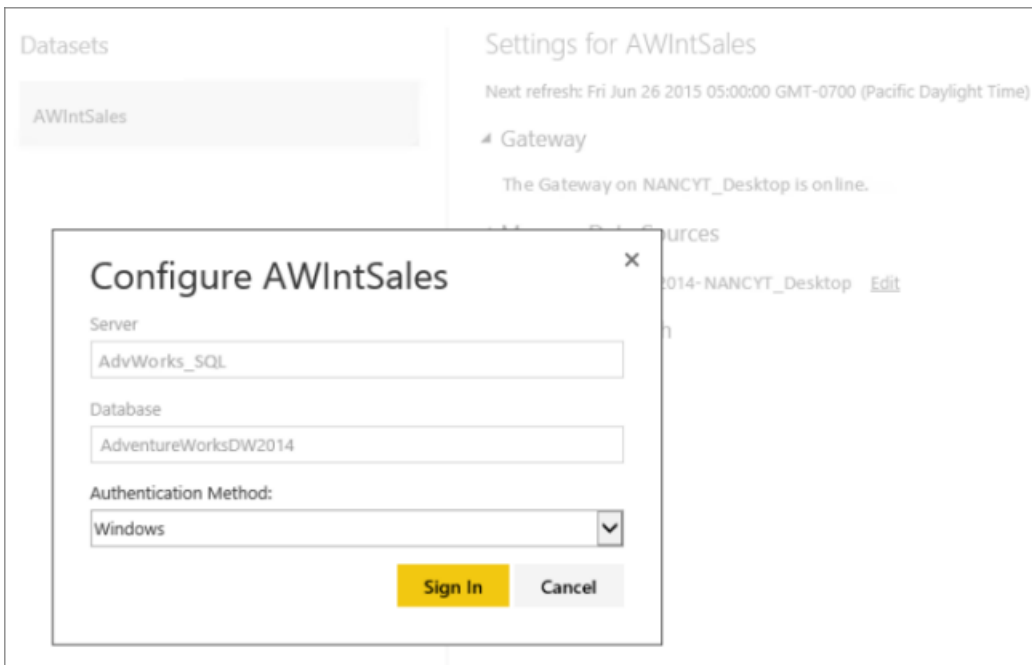 Datasets
AWIntSales
Settings for AWIntSales
Next refresh: Fri Jun 26 2015 05:00:00 GMT-0700 (Pacific Daylight Time)
Gateway
The Gateway on NANCYT_Desktop is online.
Sources
2014-NANCYT_Desktop Edit
Configure AWIntSales
Server
AdvWorks_SQL
Database
AdventureWorksDW2014
Authentication Method:
Windows
Sign In Cancel